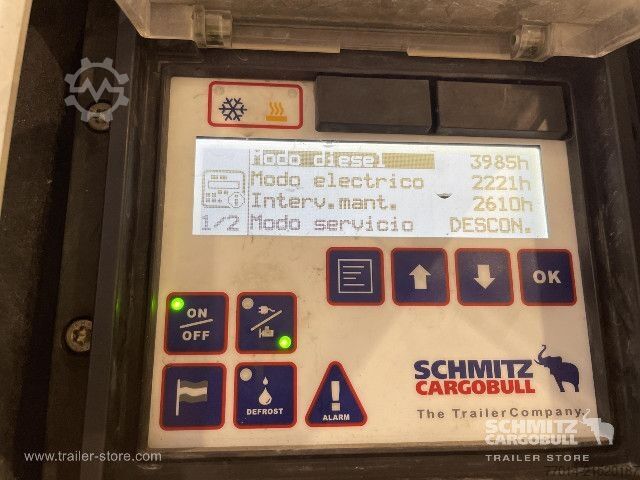 Modo diesel 3985h
Modo electrico 2221h
Interv.mant. 2610h
1/2 Modo servicio DESCON.
OK
ON
OFF
DEFROST
ALARM
SCHMITZ
CARGOBULL
The TrailerCompany.
SCHMITZ
CARGOBULL
TRAILER STORE
www.trailer-store.com